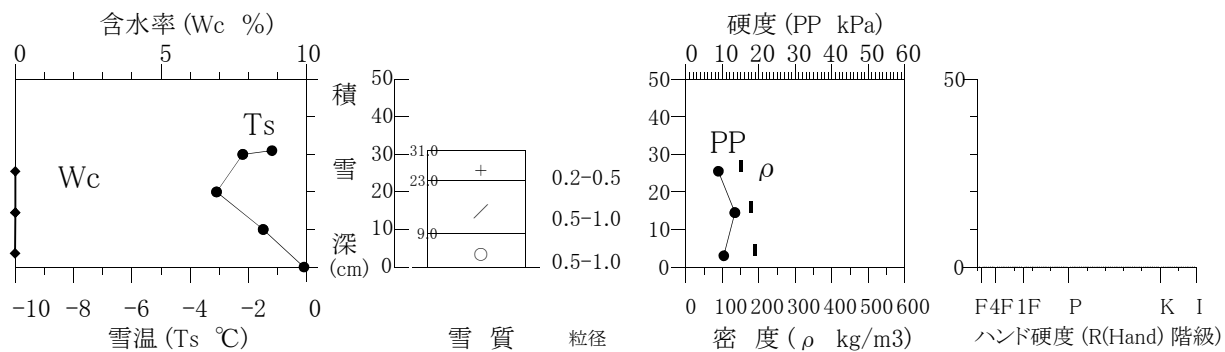 含水率 (Wc %)
0 5 10
Ts
Wc
-10 -8 -6 -4 -2 0
雪温 (Ts ℃)
積
雪
深
(cm)
50
40
30
20
10
0
31.0
+
23.0
/
9.0
○
0.2-0.5
0.5-1.0
0.5-1.0
雪 質
粒径
硬度 (PP kPa)
0 10 20 30 40 50 60
50
40
30
20
10
0
PP
ρ
0 100 200 300 400 500 600
密 度 (ρ kg/m3)
50
0
F 4F 1F P K I
ハンド硬度 (R(Hand) 階級)